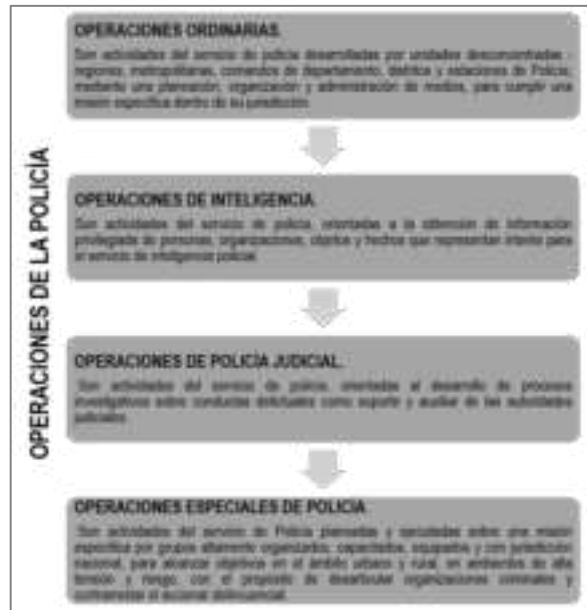 OPERACIONES DE LA POLICÍA
OPERACIONES ORDINARIAS.
Son actividades del servicio de policía desarrolladas por unidades desconcentradas -
regiones, metropolitanas, comandos de departamento, distritos y estaciones de Policía,
mediante una planeación, organización y administración de medios, para cumplir una
misión específica dentro de su jurisdicción.
OPERACIONES DE INTELIGENCIA.
Son actividades del servicio de policía, orientadas a la obtención de información
privilegiada de personas, organizaciones, objetos y hechos que representan interés para
el servicio de inteligencia policial.
OPERACIONES DE POLICÍA JUDICIAL.
Son actividades del servicio de policía, orientadas al desarrollo de procesos
investigativos sobre conductas delictuales como soporte y auxiliar de las autoridades
judiciales.
OPERACIONES ESPECIALES DE POLICÍA
Son actividades del servicio de Policía planeadas y ejecutadas sobre una misión
específica por grupos altamente organizados, capacitados, equipados y con jurisdicción
nacional, para alcanzar objetivos en el ámbito urbano y rural, en ambientes de alta
tensión y riesgo, con el propósito de desarticular organizaciones criminales y
contrarrestar el accionar delincuencial.